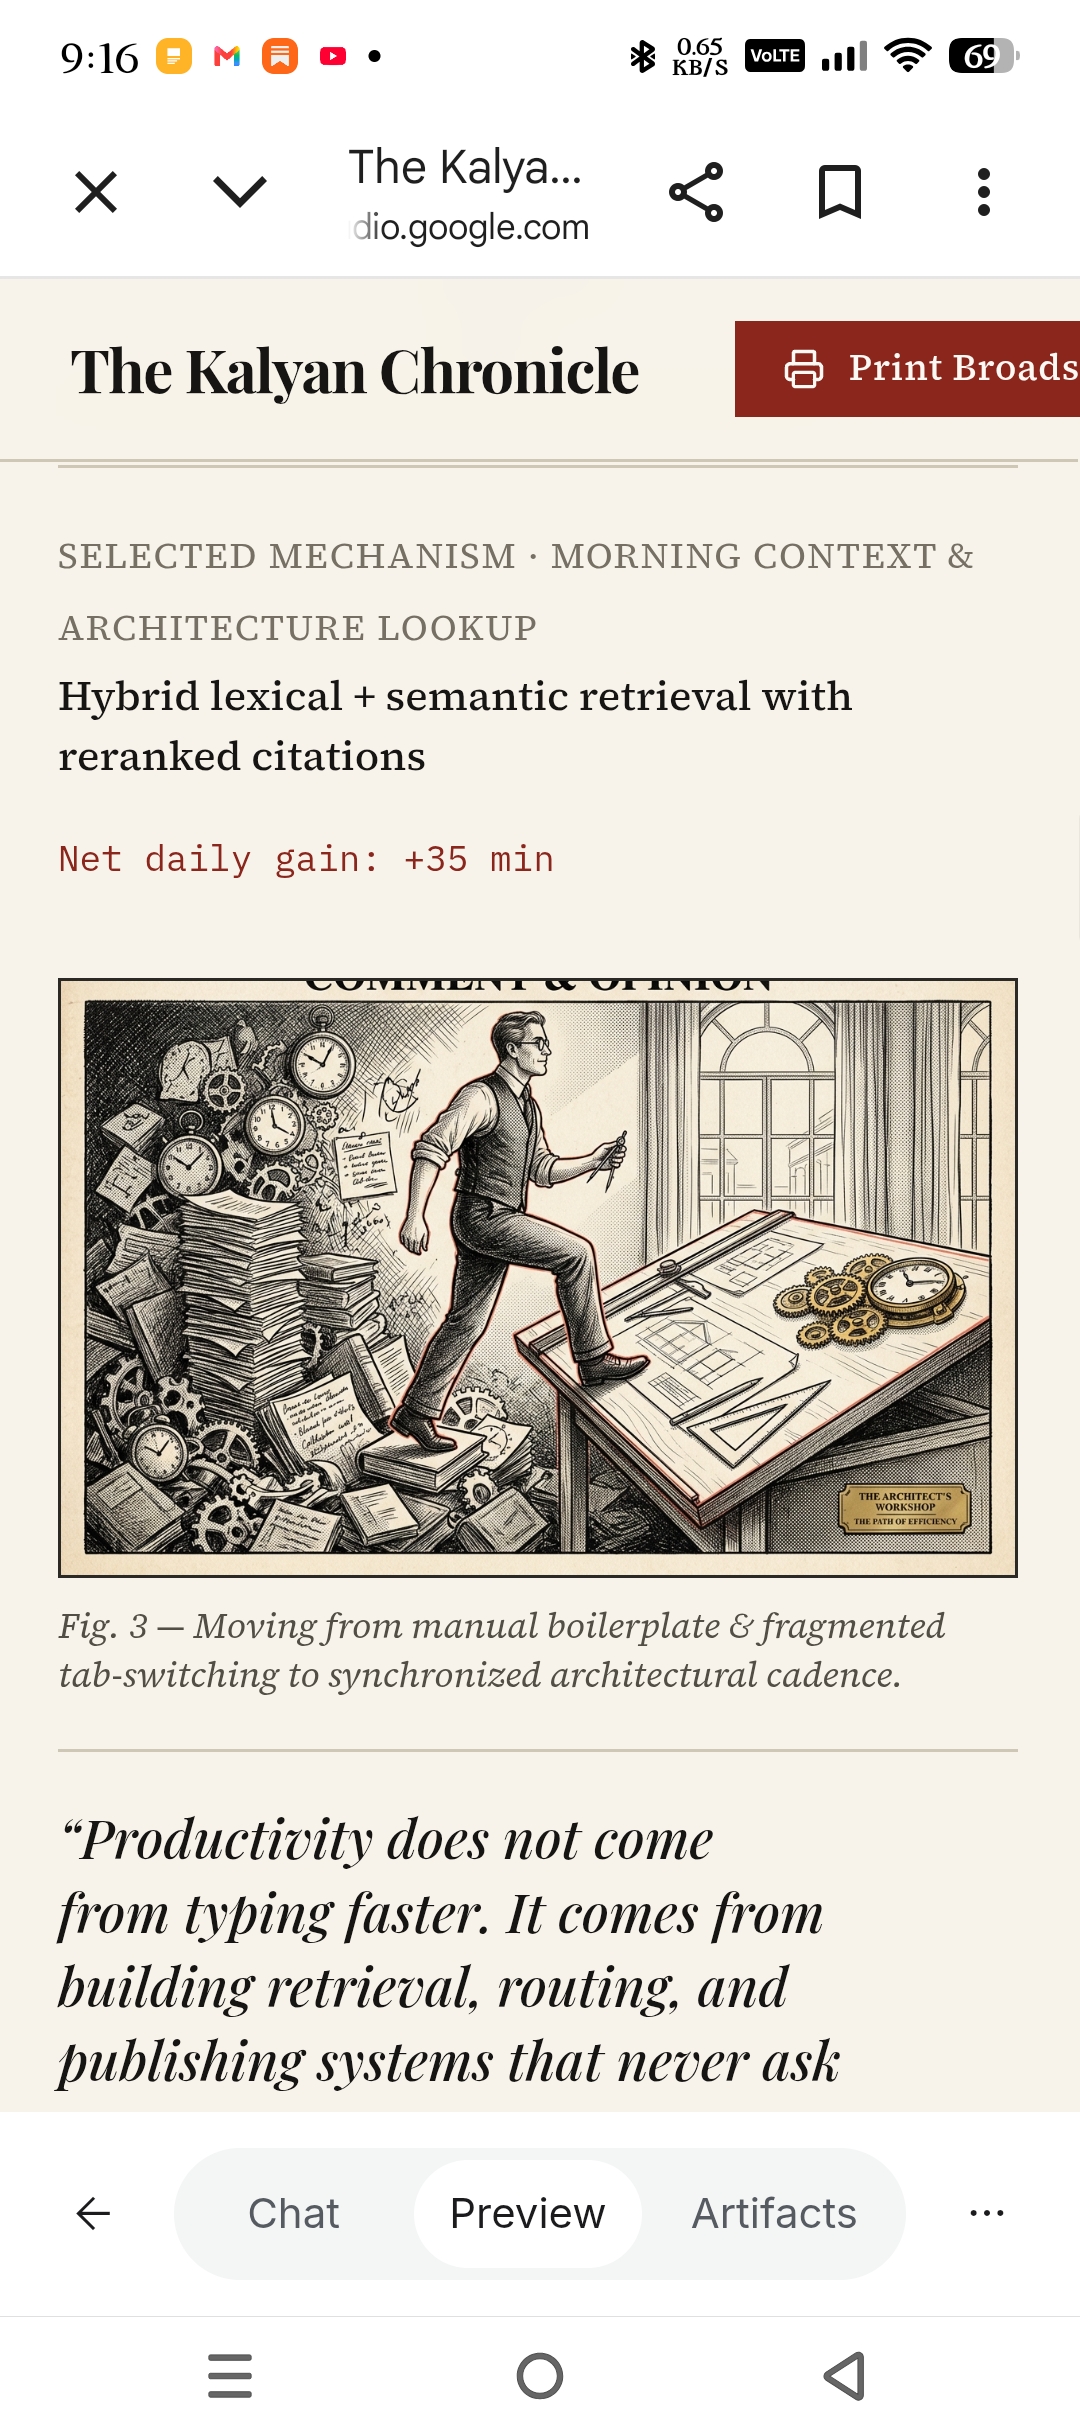 9:16
0.65
KB/S
VoLTE
69
The Kalya...
dio.google.com
The Kalyan Chronicle
Print Broads
SELECTED MECHANISM · MORNING CONTEXT &
ARCHITECTURE LOOKUP
Hybrid lexical + semantic retrieval with
reranked citations
Net daily gain: +35 min
COMMENT & OPINION
THE ARCHITECT'S
WORKSHOP
THE PATH OF EFFICIENCY
Fig. 3 — Moving from manual boilerplate & fragmented
tab-switching to synchronized architectural cadence.
“Productivity does not come
from typing faster. It comes from
building retrieval, routing, and
publishing systems that never ask
Chat
Preview
Artifacts